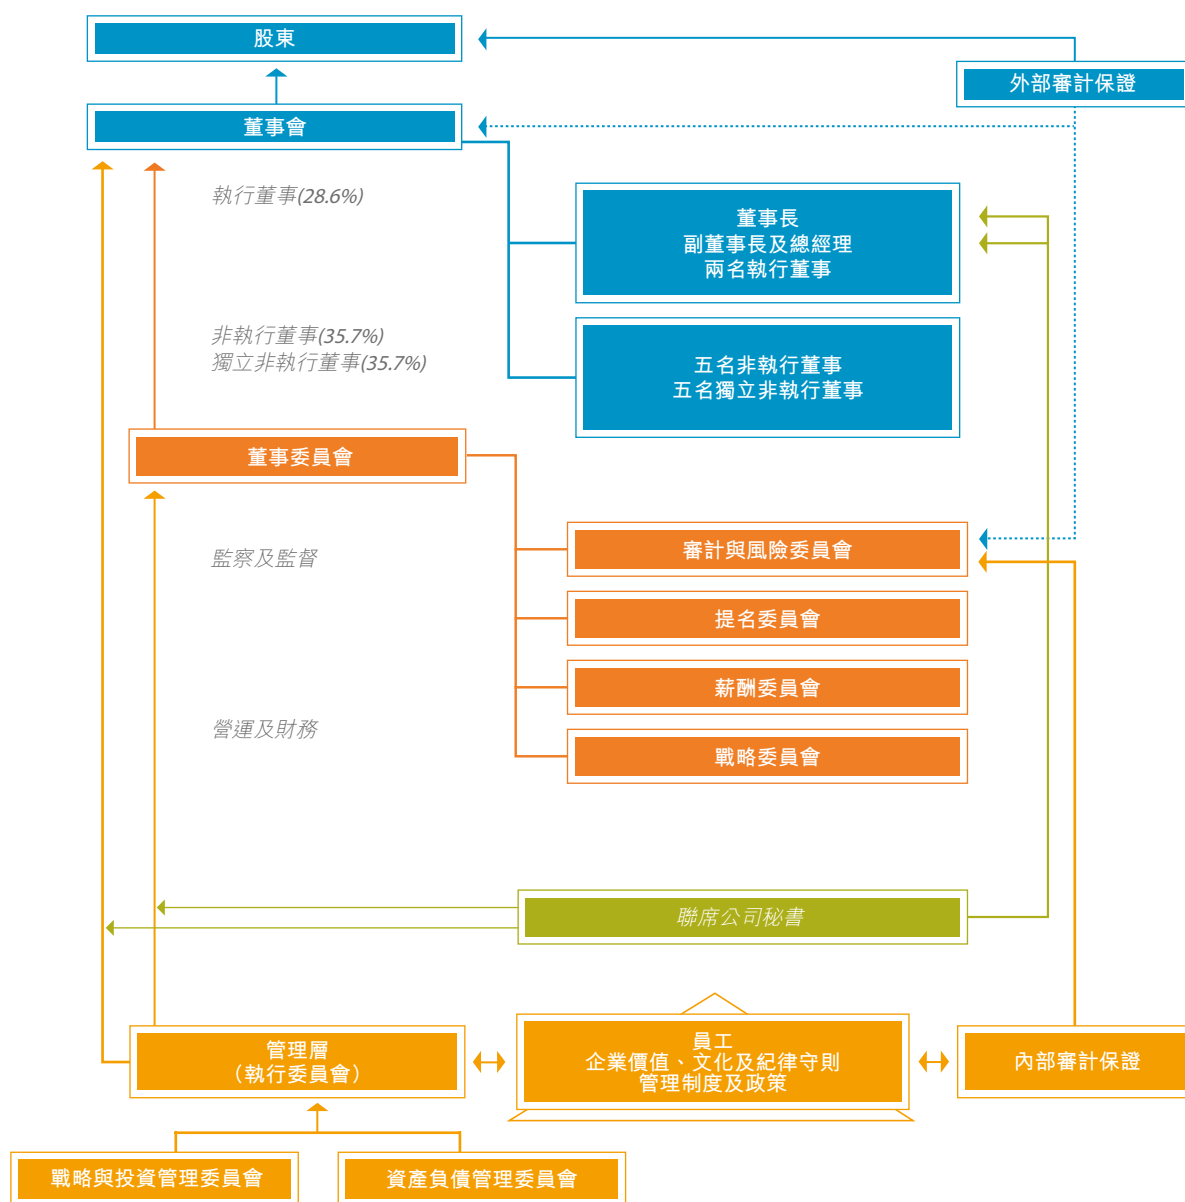 股東
外部審計保證
董事會
執行董事(28.6%)
董事長
副董事長及總經理
兩名執行董事
非執行董事(35.7%)
獨立非執行董事(35.7%)
五名非執行董事
五名獨立非執行董事
董事委員會
監察及監督
審計與風險委員會
提名委員會
薪酬委員會
營運及財務
戰略委員會
聯席公司秘書
管理層
（執行委員會）
員工
企業價值、文化及紀律守則
管理制度及政策
內部審計保證
戰略與投資管理委員會
資產負債管理委員會